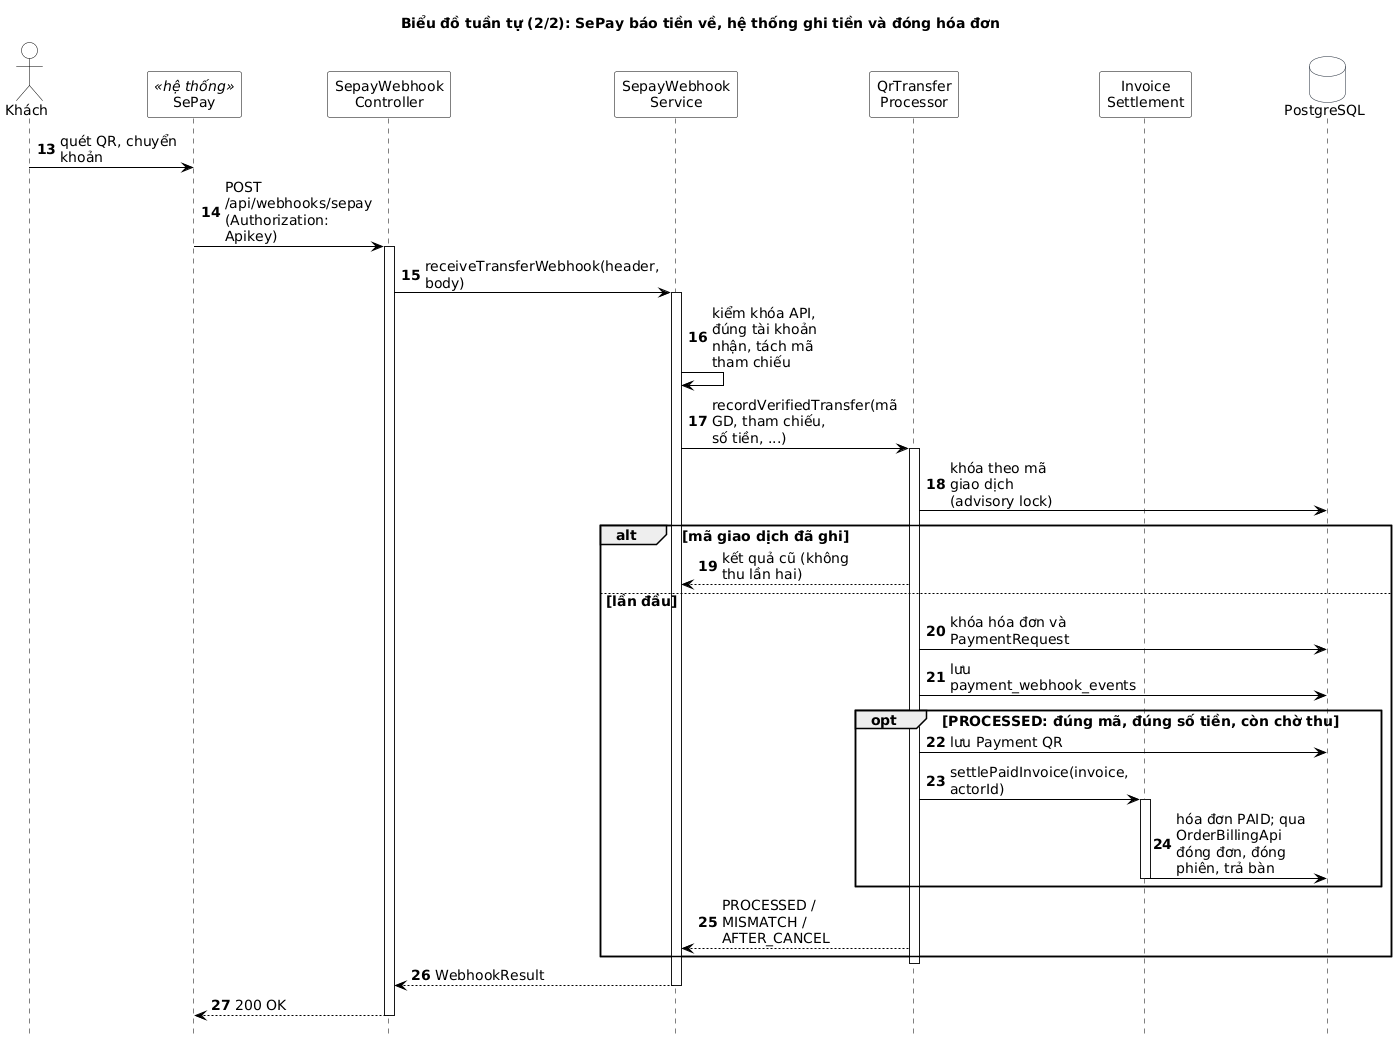 Biểu đồ tuần tự (2/2): SePay báo tiền về, hệ thống ghi tiền và đóng hóa đơn
Khách
«hệ thống»
SePay
SepayWebhook
Controller
SepayWebhook
Service
QrTransfer
Processor
Invoice
Settlement
PostgreSQL
13 quét QR, chuyển
khoản
14 POST
/api/webhooks/sepay
(Authorization:
Apikey)
15 receiveTransferWebhook(header,
body)
16 kiểm khóa API,
đúng tài khoản
nhận, tách mã
tham chiếu
17 recordVerifiedTransfer(mã
GD, tham chiếu,
số tiền, ...)
18 khóa theo mã
giao dịch
(advisory lock)
alt [mã giao dịch đã ghi]
19 kết quả cũ (không
thu lần hai)
[lần đầu]
20 khóa hóa đơn và
PaymentRequest
21 lưu
payment_webhook_events
opt [PROCESSED: đúng mã, đúng số tiền, còn chờ thu]
22 lưu Payment QR
23 settlePaidInvoice(invoice,
actorId)
24 hóa đơn PAID; qua
OrderBillingApi
đóng đơn, đóng
phiên, trả bàn
25 PROCESSED /
MISMATCH /
AFTER_CANCEL
26 WebhookResult
27 200 OK